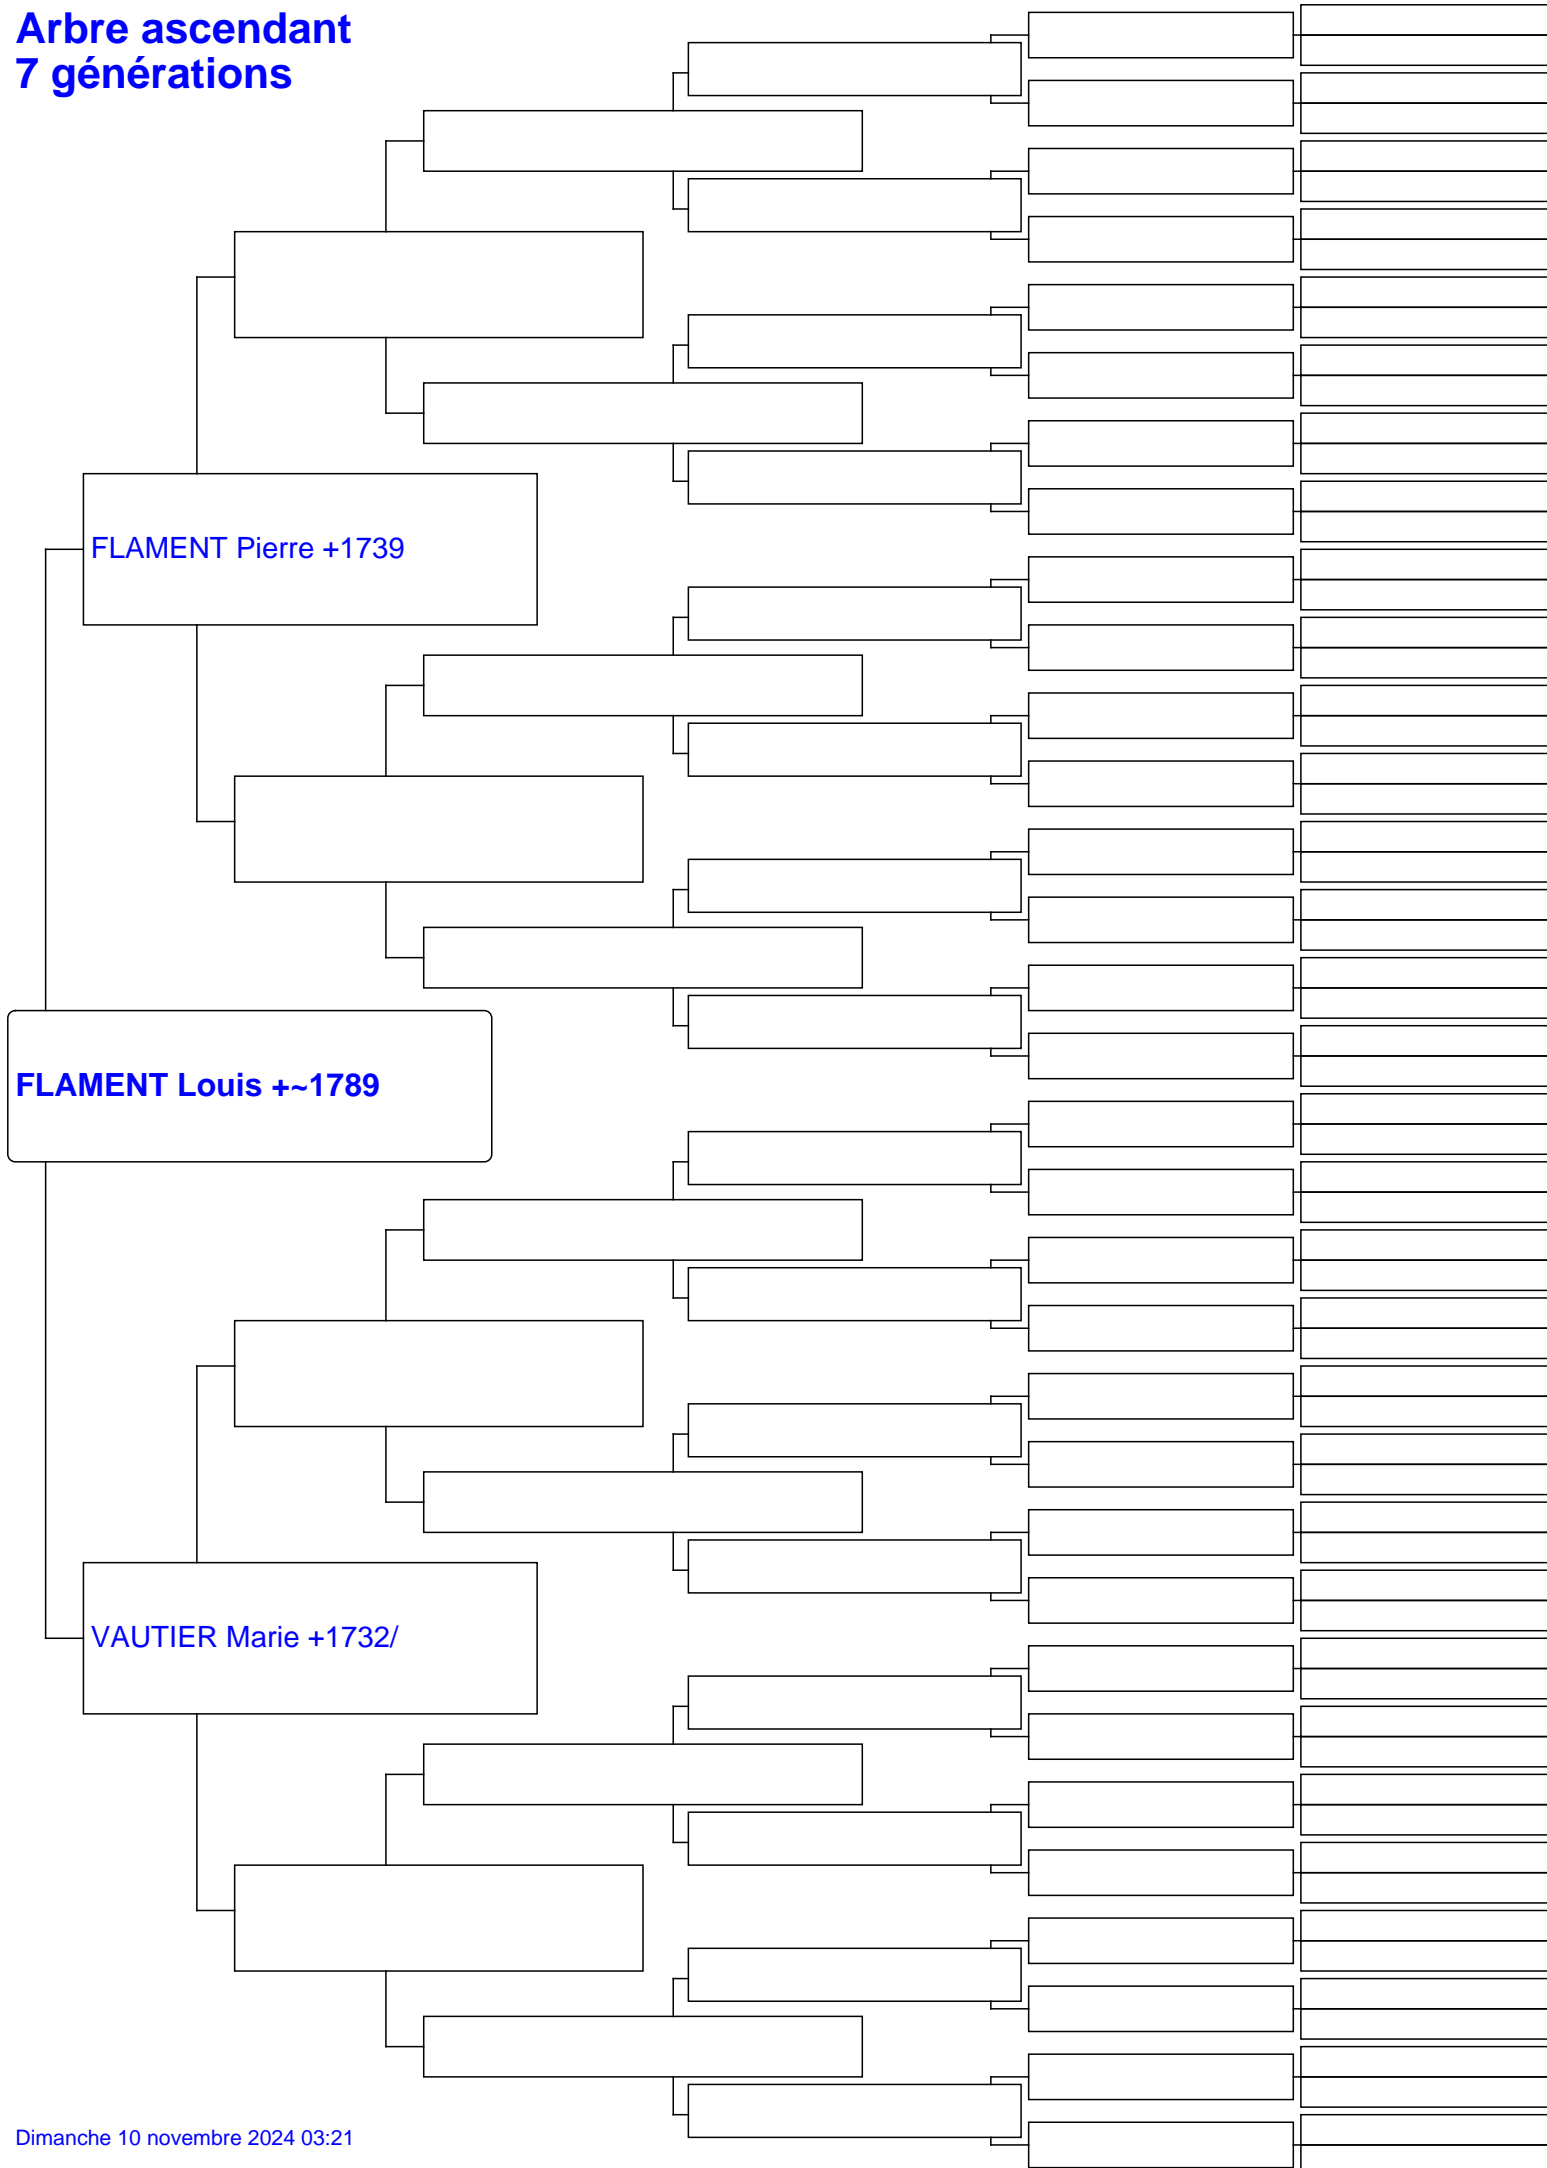 Arbre ascendant
7 générations
FLAMENT Pierre +1739
FLAMENT Louis +~1789
VAUTIER Marie +1732/
Dimanche 10 novembre 2024 03:21